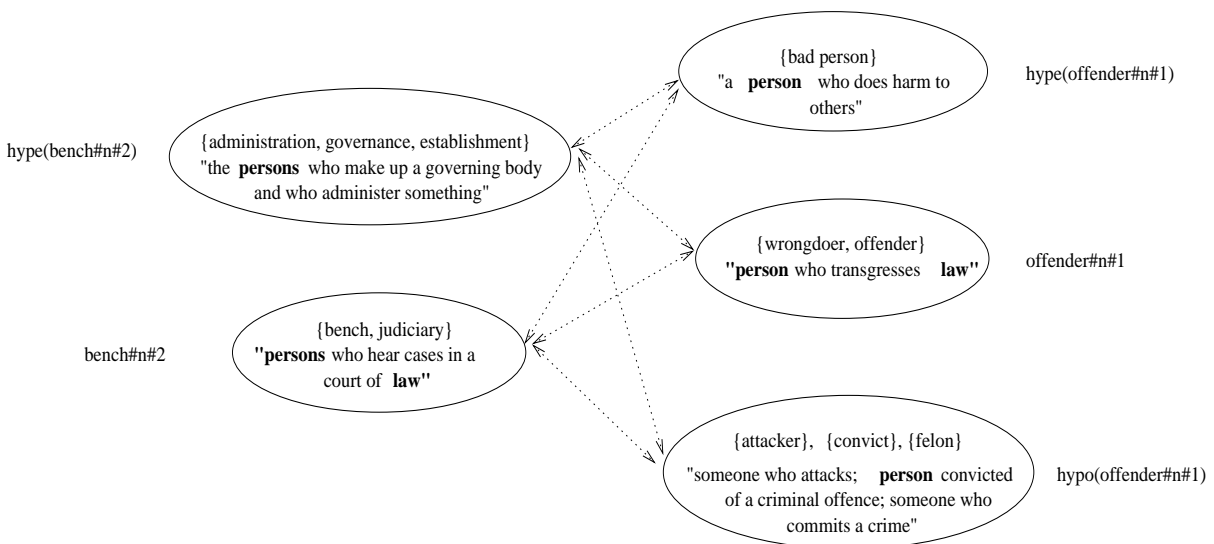 hype(bench#n#2)
{administration, governance, establishment}
"the persons who make up a governing body
and who administer something"
bench#n#2
{bench, judiciary}
"persons who hear cases in a
court of law"
{bad person}
"a person who does harm to
others"
hype(offender#n#1)
{wrongdoer, offender}
"person who transgresses law"
offender#n#1
{attacker}, {convict}, {felon}
"someone who attacks; person convicted
of a criminal offence; someone who
commits a crime"
hypo(offender#n#1)